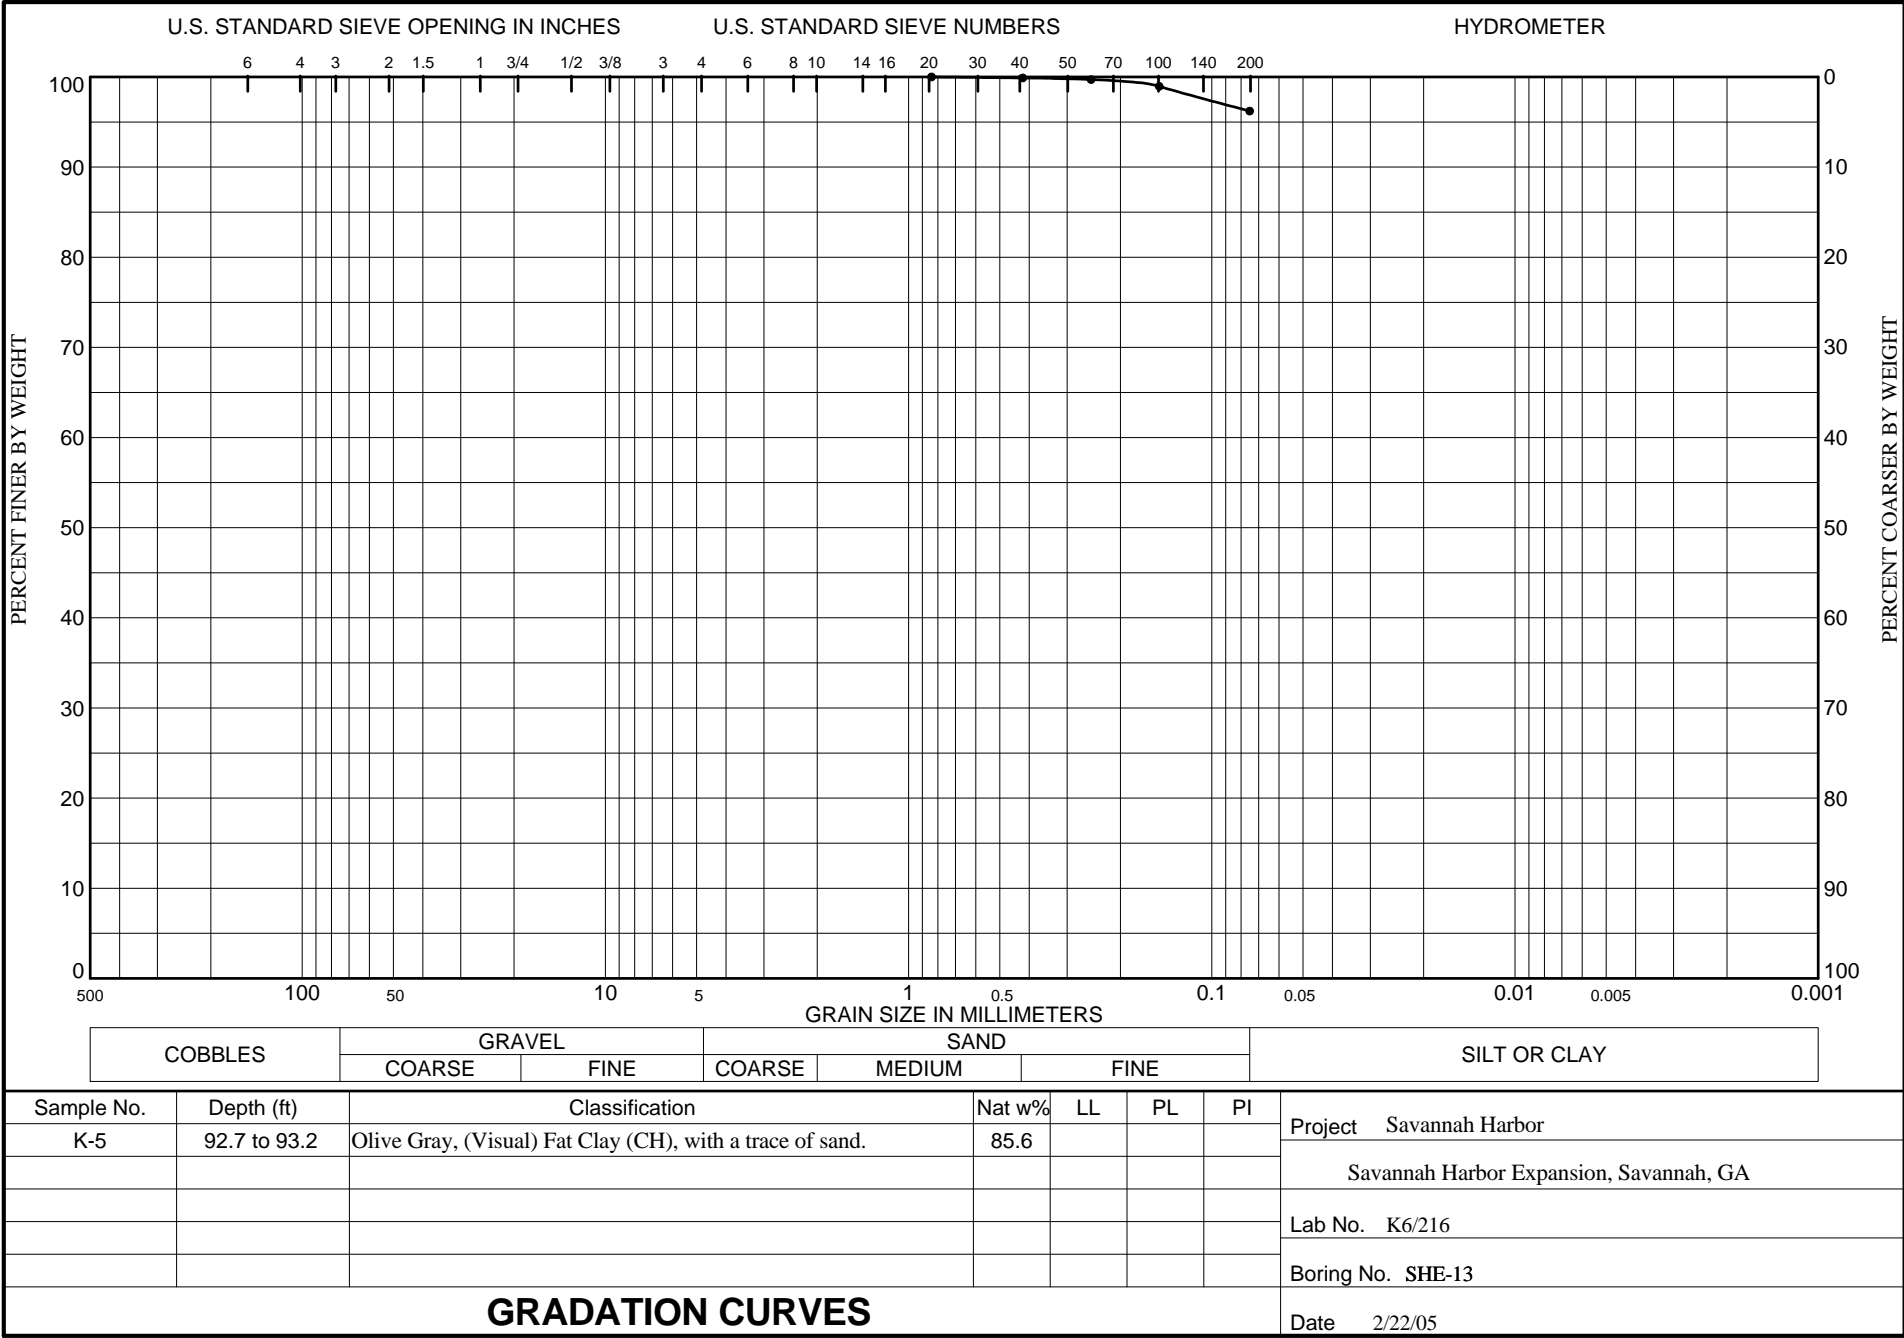 U.S. STANDARD SIEVE OPENING IN INCHES U.S. STANDARD SIEVE NUMBERS HYDROMETER
6 4 3 2 1.5 1 3/4 1/2 3/8 3 4 6 8 10 14 16 20 30 40 50 70 100 140 200
100 0
90 10
80 20
70 30
60 40
50 50
40 60
30 70
20 80
10 90
0 100
PERCENT FINER BY WEIGHT
PERCENT COARSER BY WEIGHT
500 100 50 10 5 1 0.5 0.1 0.05 0.01 0.005 0.001
GRAIN SIZE IN MILLIMETERS
COBBLES GRAVEL SAND SILT OR CLAY
COARSE FINE COARSE MEDIUM FINE
Sample No. Depth (ft) Classification Nat w% LL PL PI
K-5 92.7 to 93.2 Olive Gray, (Visual) Fat Clay (CH), with a trace of sand. 85.6
Project Savannah Harbor
Savannah Harbor Expansion, Savannah, GA
Lab No. K6/216
Boring No. SHE-13
GRADATION CURVES
Date 2/22/05